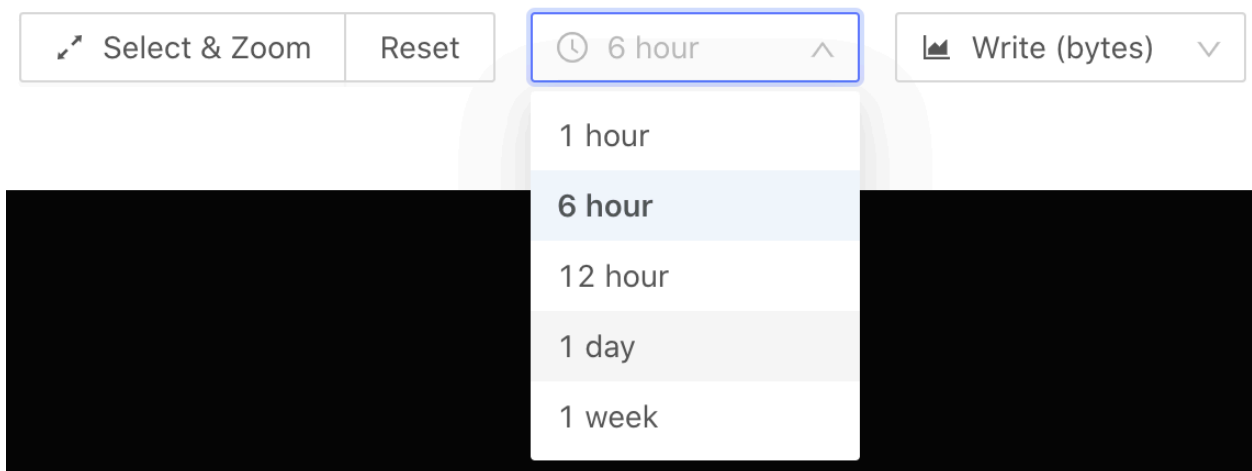 Select & Zoom Reset 6 hour Write (bytes)
1 hour
6 hour
12 hour
1 day
1 week